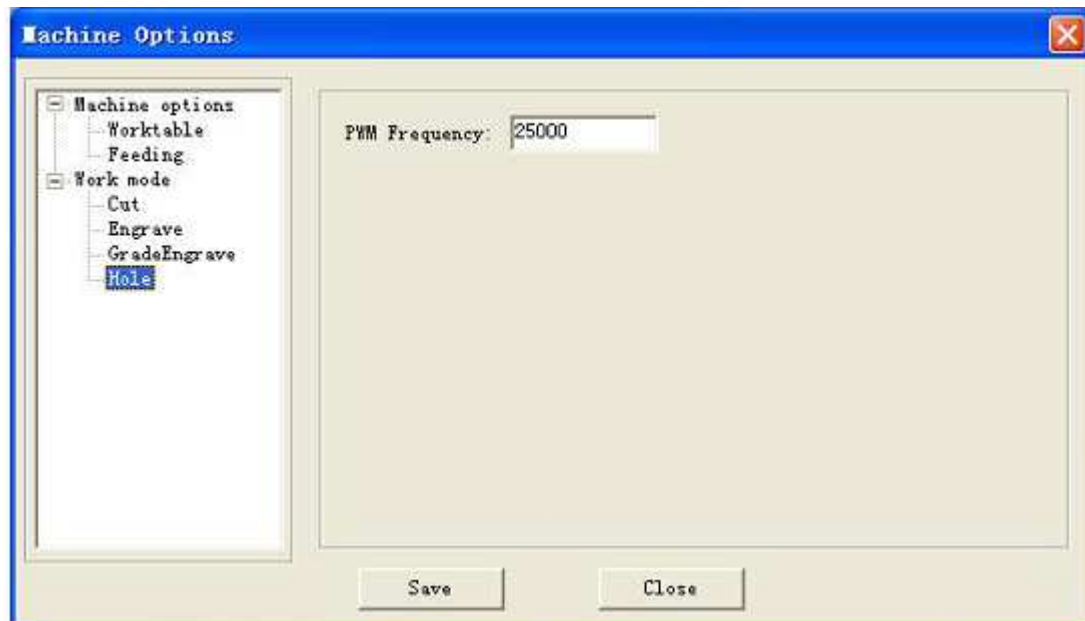 Machine Options
Machine options
Worktable
Feeding
Work mode
Cut
Engrave
GradeEngrave
Hole
PWM Frequency: 25000
Save Close